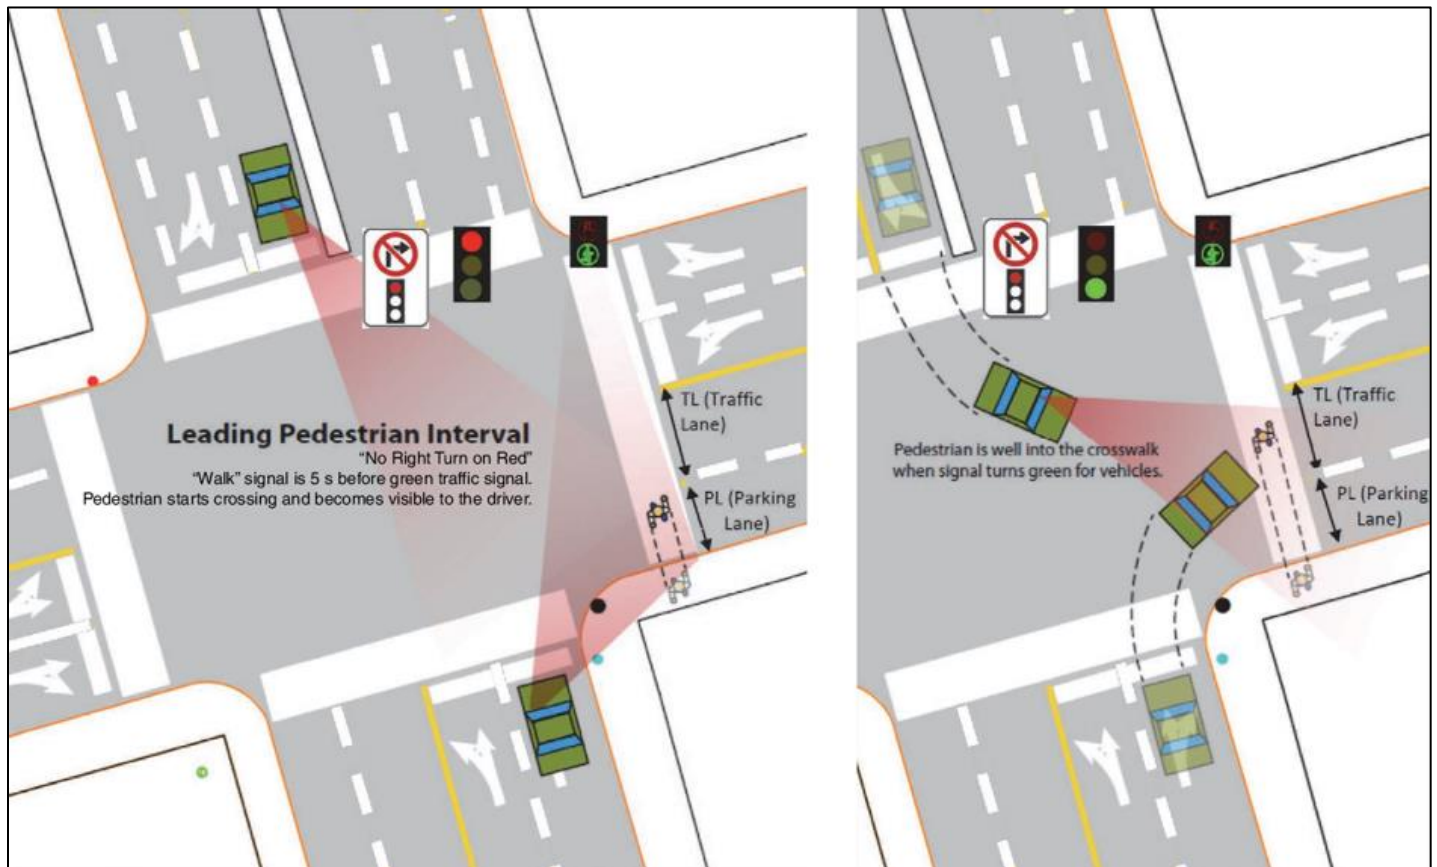 Leading Pedestrian Interval
“No Right Turn on Red”
“Walk” signal is 5 s before green traffic signal.
Pedestrian starts crossing and becomes visible to the driver.
TL (Traffic
Lane)
PL (Parking
Lane)
Pedestrian is well into the crosswalk
when signal turns green for vehicles.
TL (Traffic
Lane)
PL (Parking
Lane)